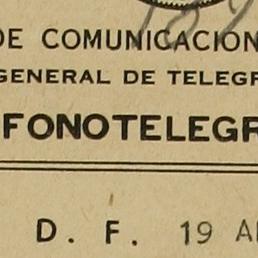 DE COMUNICACION
GENERAL DE TELEGR
FONOTELEGR
D. F. 19 A